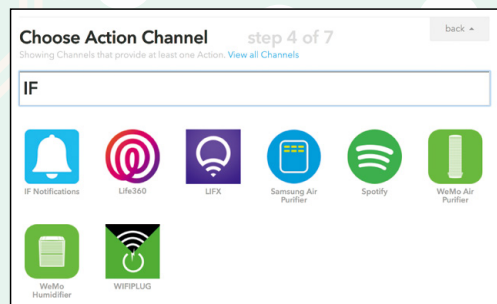 Choose Action Channel step 4 of 7 back
Showing Channels that provide at least one Action. View all Channels
IF
IF Notifications Life360 LIFX Samsung Air Purifier Spotify WeMo Air Purifier
WeMo Humidifier WIFIPLUG